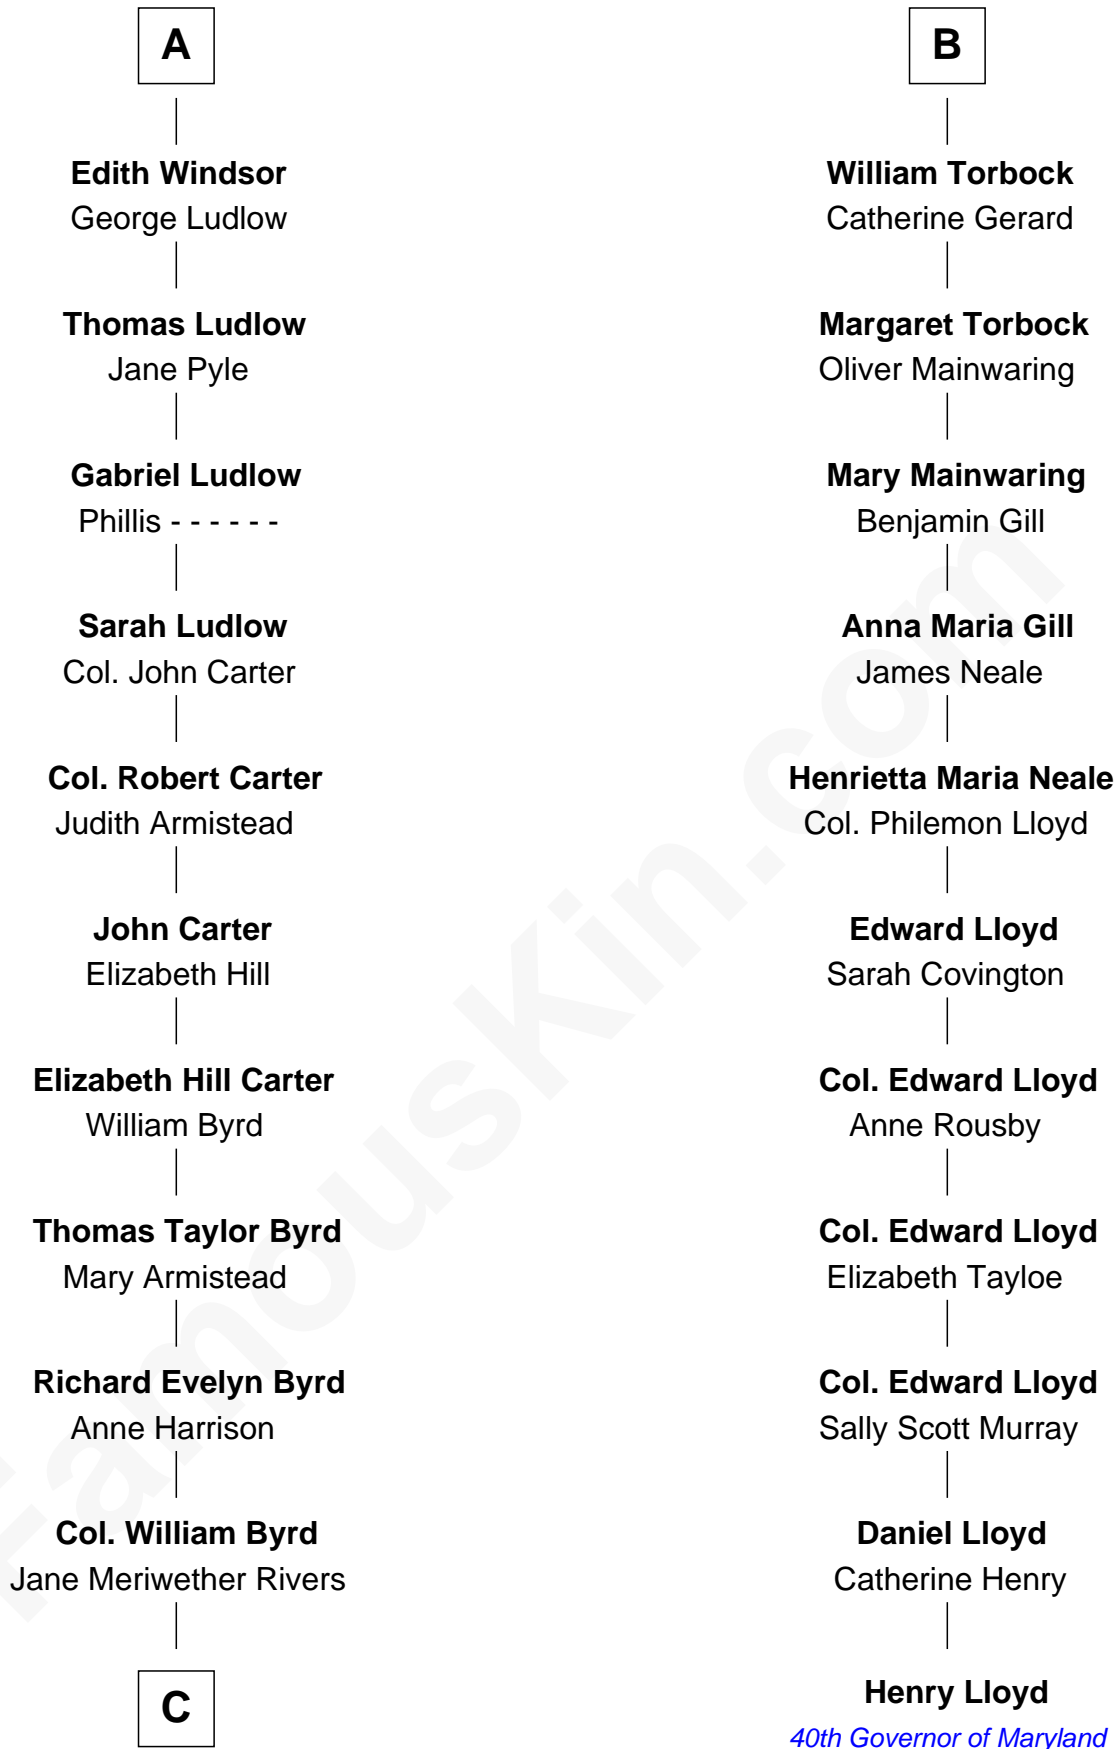 A
Edith Windsor
George Ludlow
Thomas Ludlow
Jane Pyle
Gabriel Ludlow
Phillis - - - - - -
Sarah Ludlow
Col. John Carter
Col. Robert Carter
Judith Armistead
John Carter
Elizabeth Hill
Elizabeth Hill Carter
William Byrd
Thomas Taylor Byrd
Mary Armistead
Richard Evelyn Byrd
Anne Harrison
Col. William Byrd
Jane Meriwether Rivers
C
B
William Torbock
Catherine Gerard
Margaret Torbock
Oliver Mainwaring
Mary Mainwaring
Benjamin Gill
Anna Maria Gill
James Neale
Henrietta Maria Neale
Col. Philemon Lloyd
Edward Lloyd
Sarah Covington
Col. Edward Lloyd
Anne Rousby
Col. Edward Lloyd
Elizabeth Tayloe
Col. Edward Lloyd
Sally Scott Murray
Daniel Lloyd
Catherine Henry
Henry Lloyd
40th Governor of Maryland
FamousKin.com